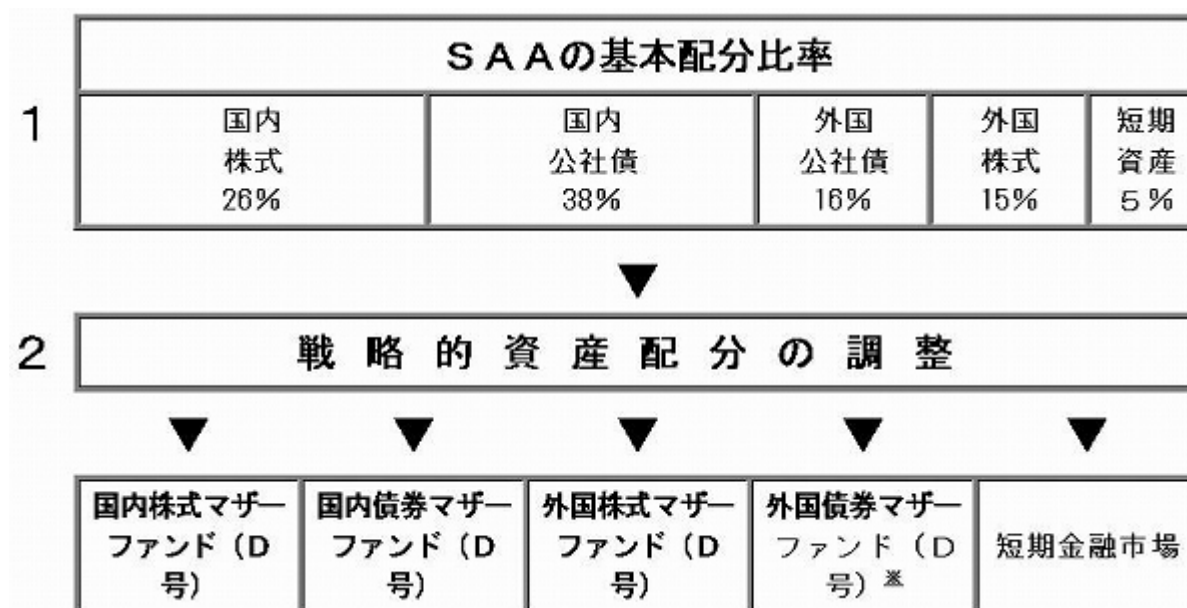 SAAの基本配分比率
1
国内
株式
26%
国内
公社債
38%
外国
公社債
16%
外国
株式
15%
短期
資産
5%
▼
2
戦略的資産配分の調整
▼ ▼ ▼ ▼ ▼
国内株式マザー
ファンド(D
号)
国内債券マザー
ファンド(D
号)
外国株式マザー
ファンド(D
号)
外国債券マザー
ファンド(D
号)※
短期金融市場